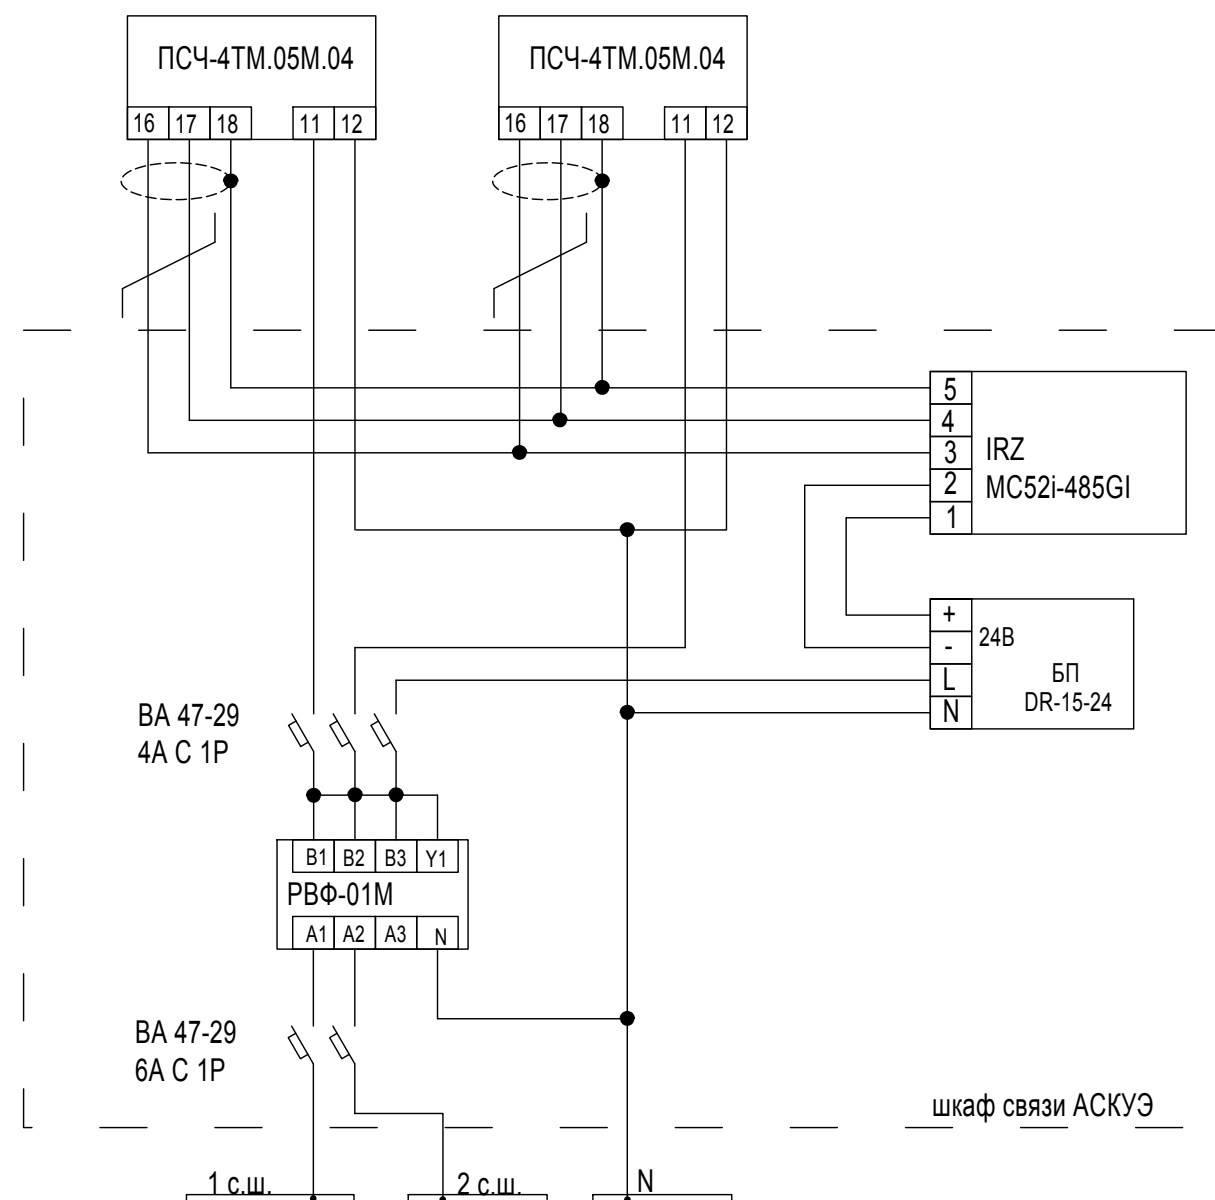 ПСЧ-4ТМ.05М.04
ПСЧ-4ТМ.05М.04
16 17 18 11 12
16 17 18 11 12
5
4
3
2
1
IRZ
MC52i-485GI
+
-
L
N
24В
БП
DR-15-24
ВА 47-29
4А С 1Р
B1 B2 B3 Y1
РВФ-01М
A1 A2 A3 N
ВА 47-29
6А С 1Р
шкаф связи АСКУЭ
1 с.ш.
2 с.ш.
N